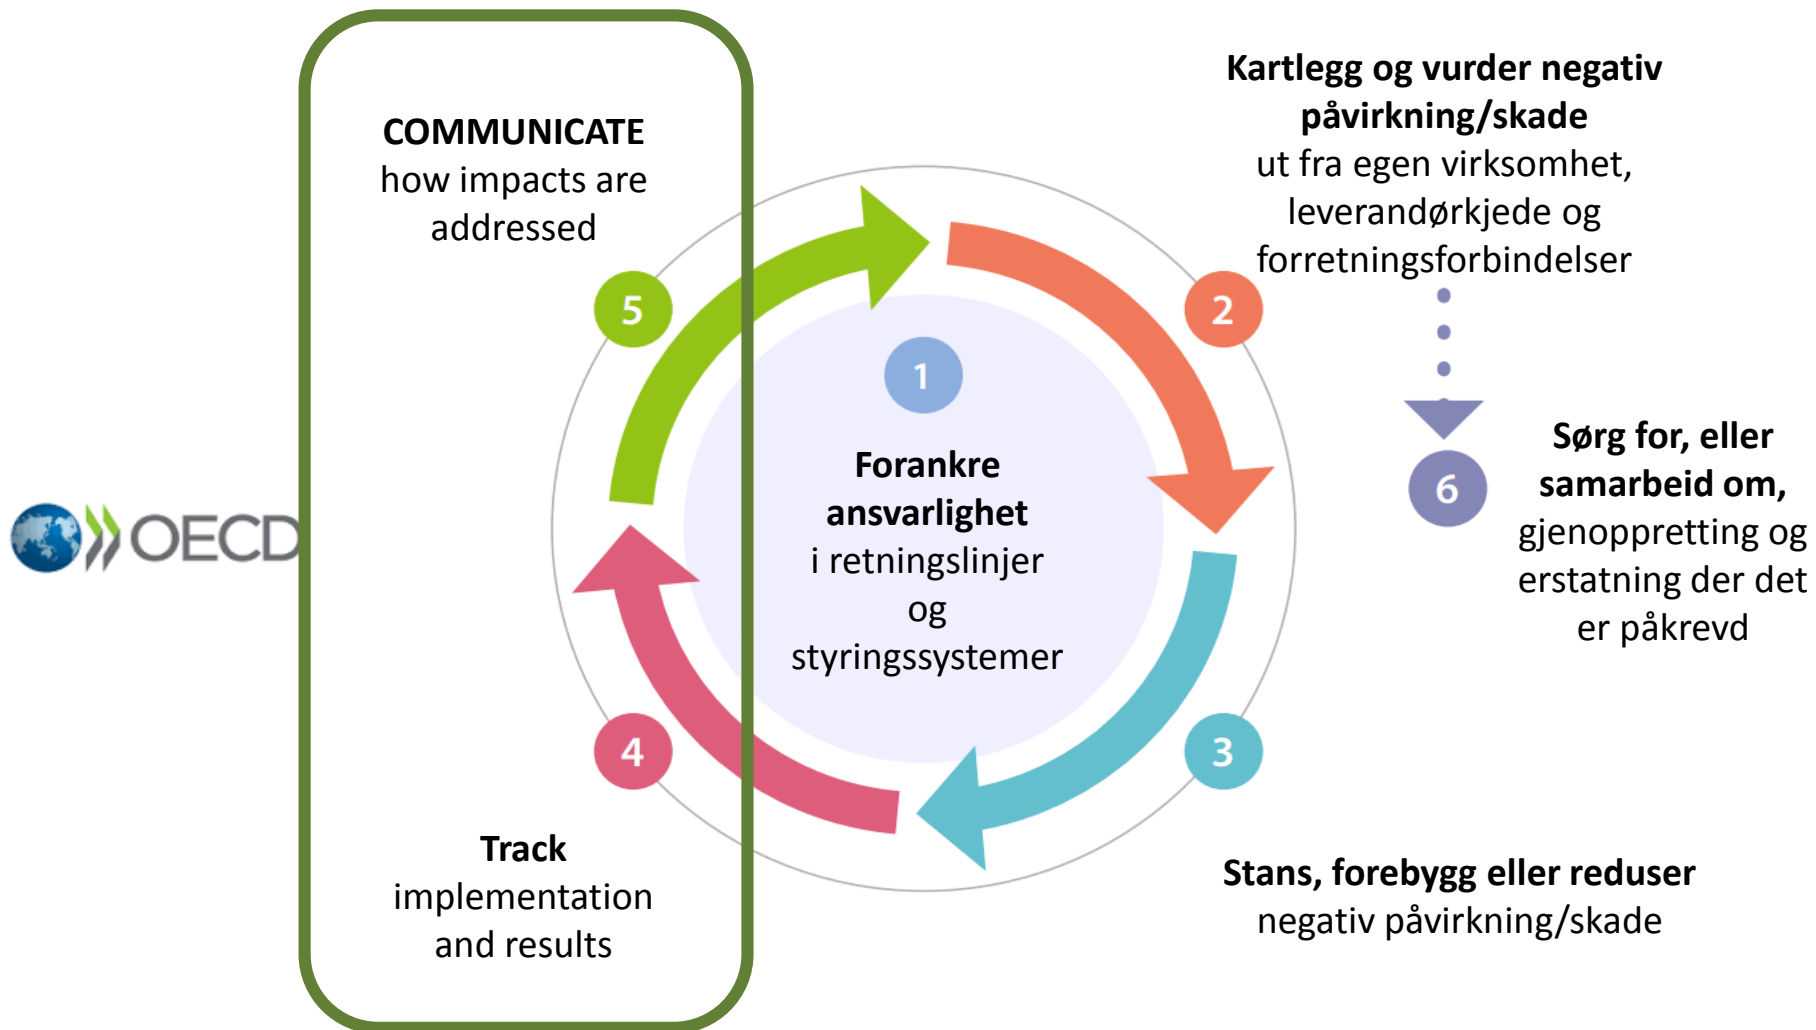 COMMUNICATE
how impacts are
addressed
5
Kartlegg og vurder negativ
påvirkning/skade
ut fra egen virksomhet,
leverandørkjede og
forretningsforbindelser
2
1
Forankre
ansvarlighet
i retningslinjer
og
styringssystemer
6
Sørg for, eller
samarbeid om,
gjenoppretting og
erstatning der det
er påkrevd
OECD
4
Track
implementation
and results
3
Stans, forebygg eller reduser
negativ påvirkning/skade